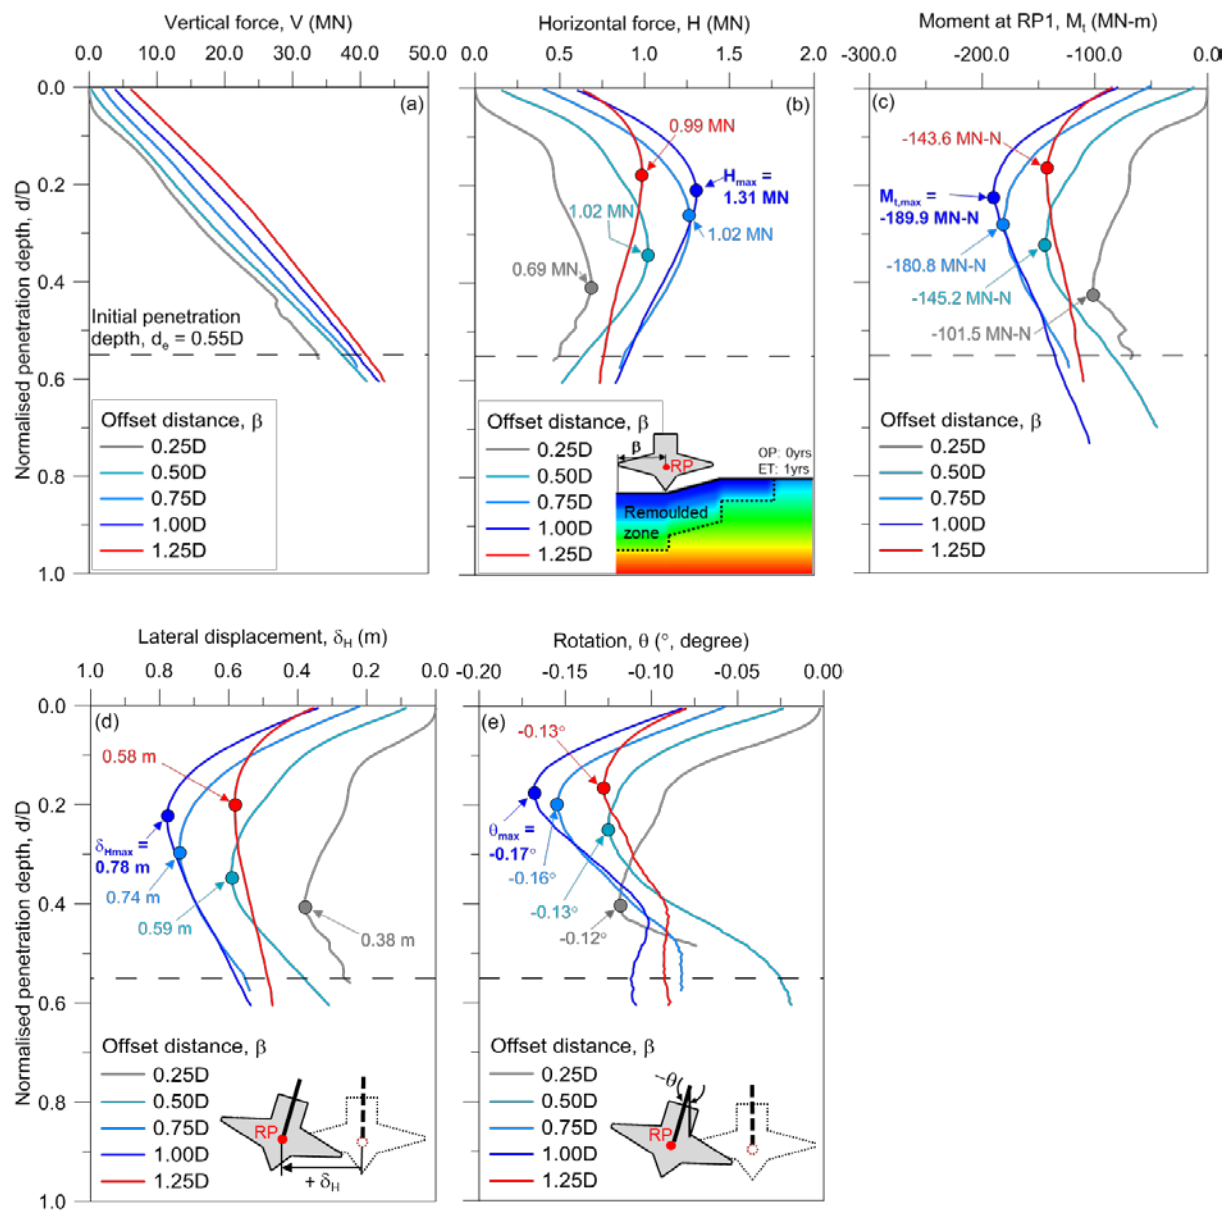 Vertical force, V (MN)
0.0 10.0 20.0 30.0 40.0 50.0
Normalised penetration depth, d/D
0.0
0.2
0.4
0.6
0.8
1.0
(a)
Initial penetration
depth, dₑ = 0.55D
Offset distance, β
0.25D
0.50D
0.75D
1.00D
1.25D
Horizontal force, H (MN)
0.0 0.5 1.0 1.5 2.0
(b)
0.99 MN
Hmax =
1.31 MN
1.02 MN
1.02 MN
0.69 MN
Offset distance, β
0.25D
0.50D
0.75D
1.00D
1.25D
β
RP
OP: 0yrs
ET: 1yrs
Remoulded
zone
Moment at RP1, Mt (MN-m)
-300.0 -200.0 -100.0 0.0
(c)
-143.6 MN-N
Mt,max =
-189.9 MN-N
-180.8 MN-N
-145.2 MN-N
-101.5 MN-N
Offset distance, β
0.25D
0.50D
0.75D
1.00D
1.25D
Lateral displacement, δH (m)
1.0 0.8 0.6 0.4 0.2 0.0
Normalised penetration depth, d/D
0.0
0.2
0.4
0.6
0.8
1.0
(d)
0.58 m
δHmax =
0.78 m
0.74 m
0.59 m
0.38 m
Offset distance, β
0.25D
0.50D
0.75D
1.00D
1.25D
RP
+ δH
Rotation, θ (°, degree)
-0.20 -0.15 -0.10 -0.05 0.00
(e)
-0.13°
θmax =
-0.17°
-0.16°
-0.13°
-0.12°
Offset distance, β
0.25D
0.50D
0.75D
1.00D
1.25D
−θ
RP